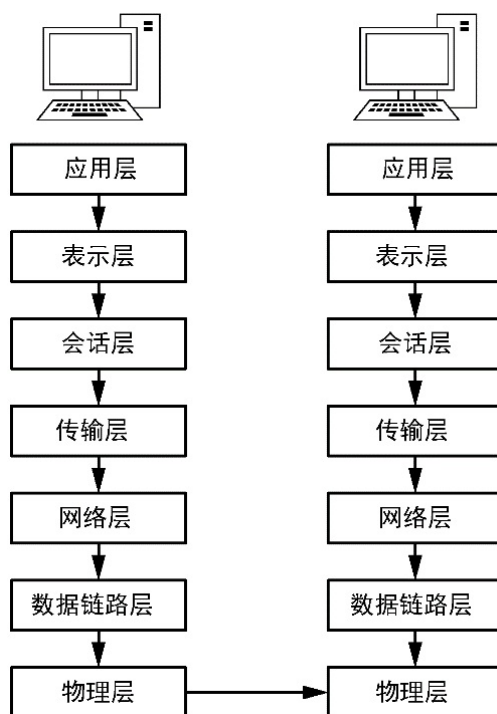 应用层
应用层
表示层
表示层
会话层
会话层
传输层
传输层
网络层
网络层
数据链路层
数据链路层
物理层
物理层